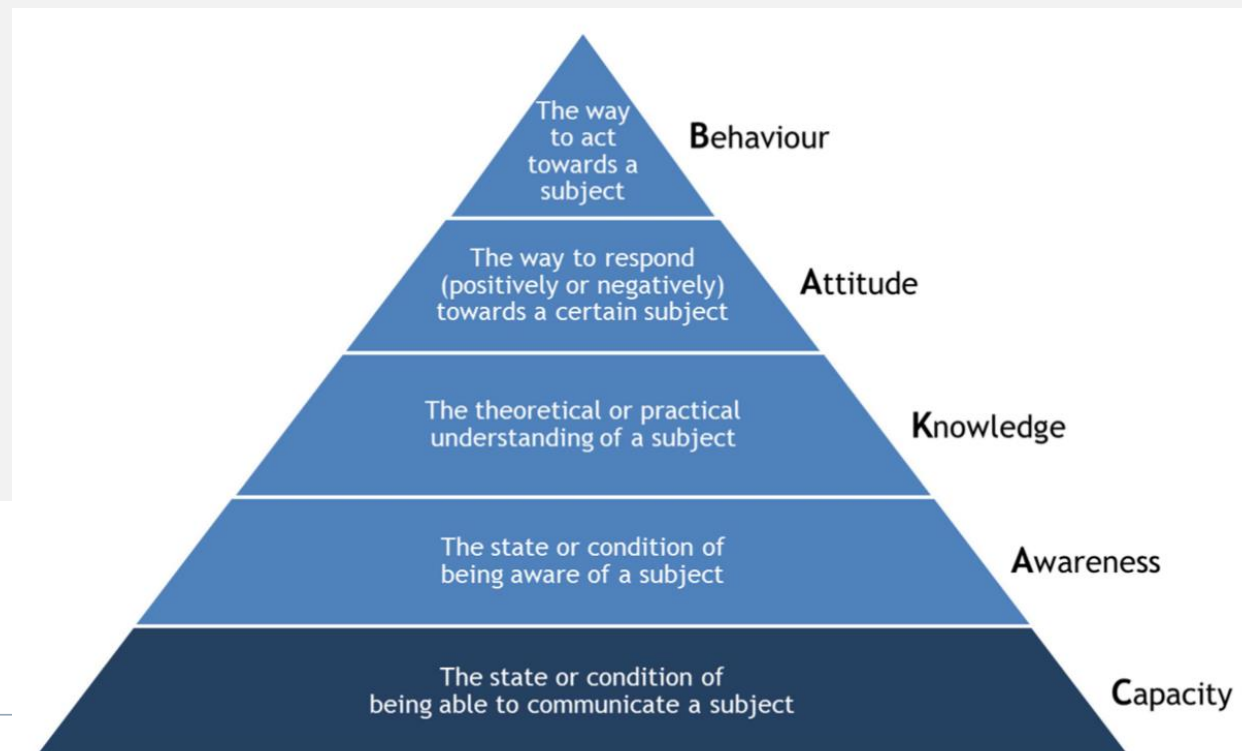 The way
to act
towards a
subject
Behaviour
The way to respond
(positively or negatively)
towards a certain subject
Attitude
The theoretical or practical
understanding of a subject
Knowledge
The state or condition of
being aware of a subject
Awareness
The state or condition of
being able to communicate a subject
Capacity